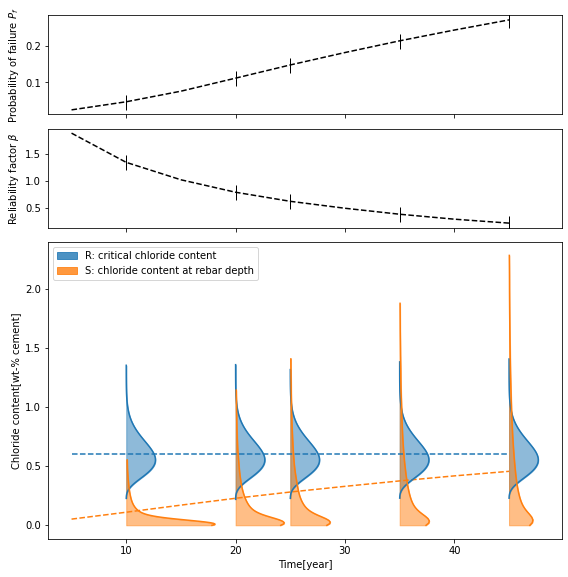 Probability of failure P_f
0.2
0.1
Reliability factor β
1.5
1.0
0.5
Chloride content[wt-% cement]
2.0
1.5
1.0
0.5
0.0
R: critical chloride content
S: chloride content at rebar depth
10
20
30
40
Time[year]